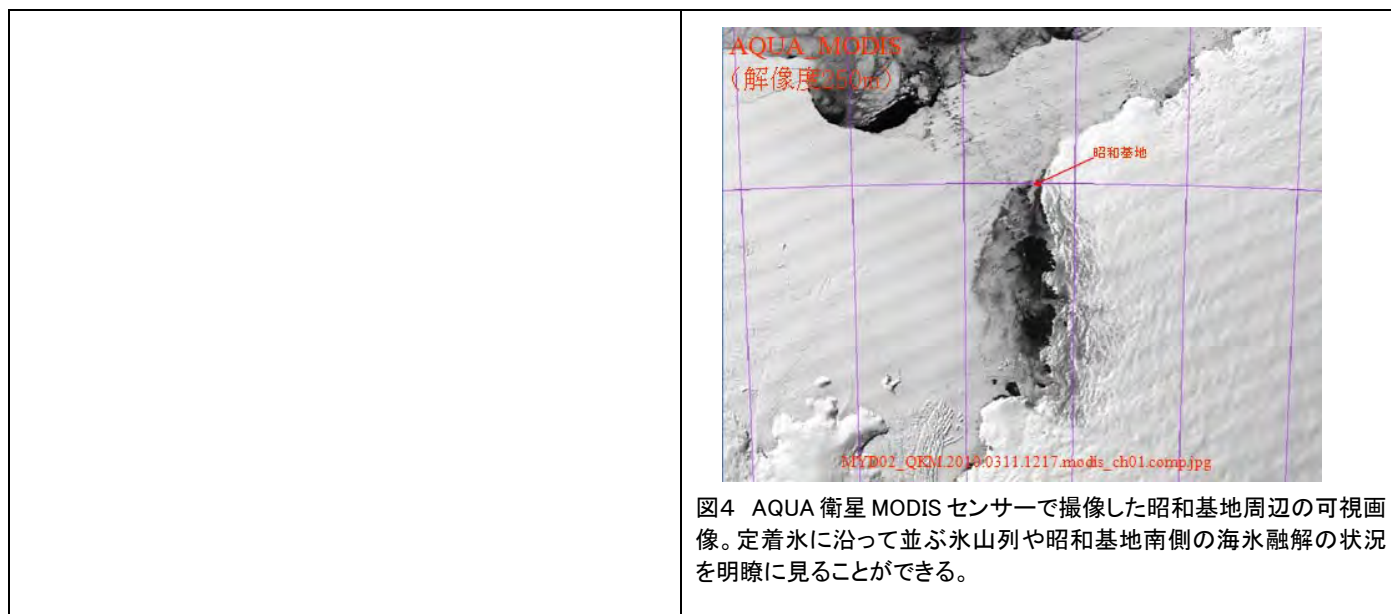 AQUA_MODIS
(解像度250m)
昭和基地
MYD02_QKM.2010.0311.1217.modis_ch01.comp.jpg
図4 AQUA 衛星 MODIS センサーで撮像した昭和基地周辺の可視画
像。定着氷に沿って並ぶ氷山列や昭和基地南側の海氷融解の状況
を明瞭に見ることができる。